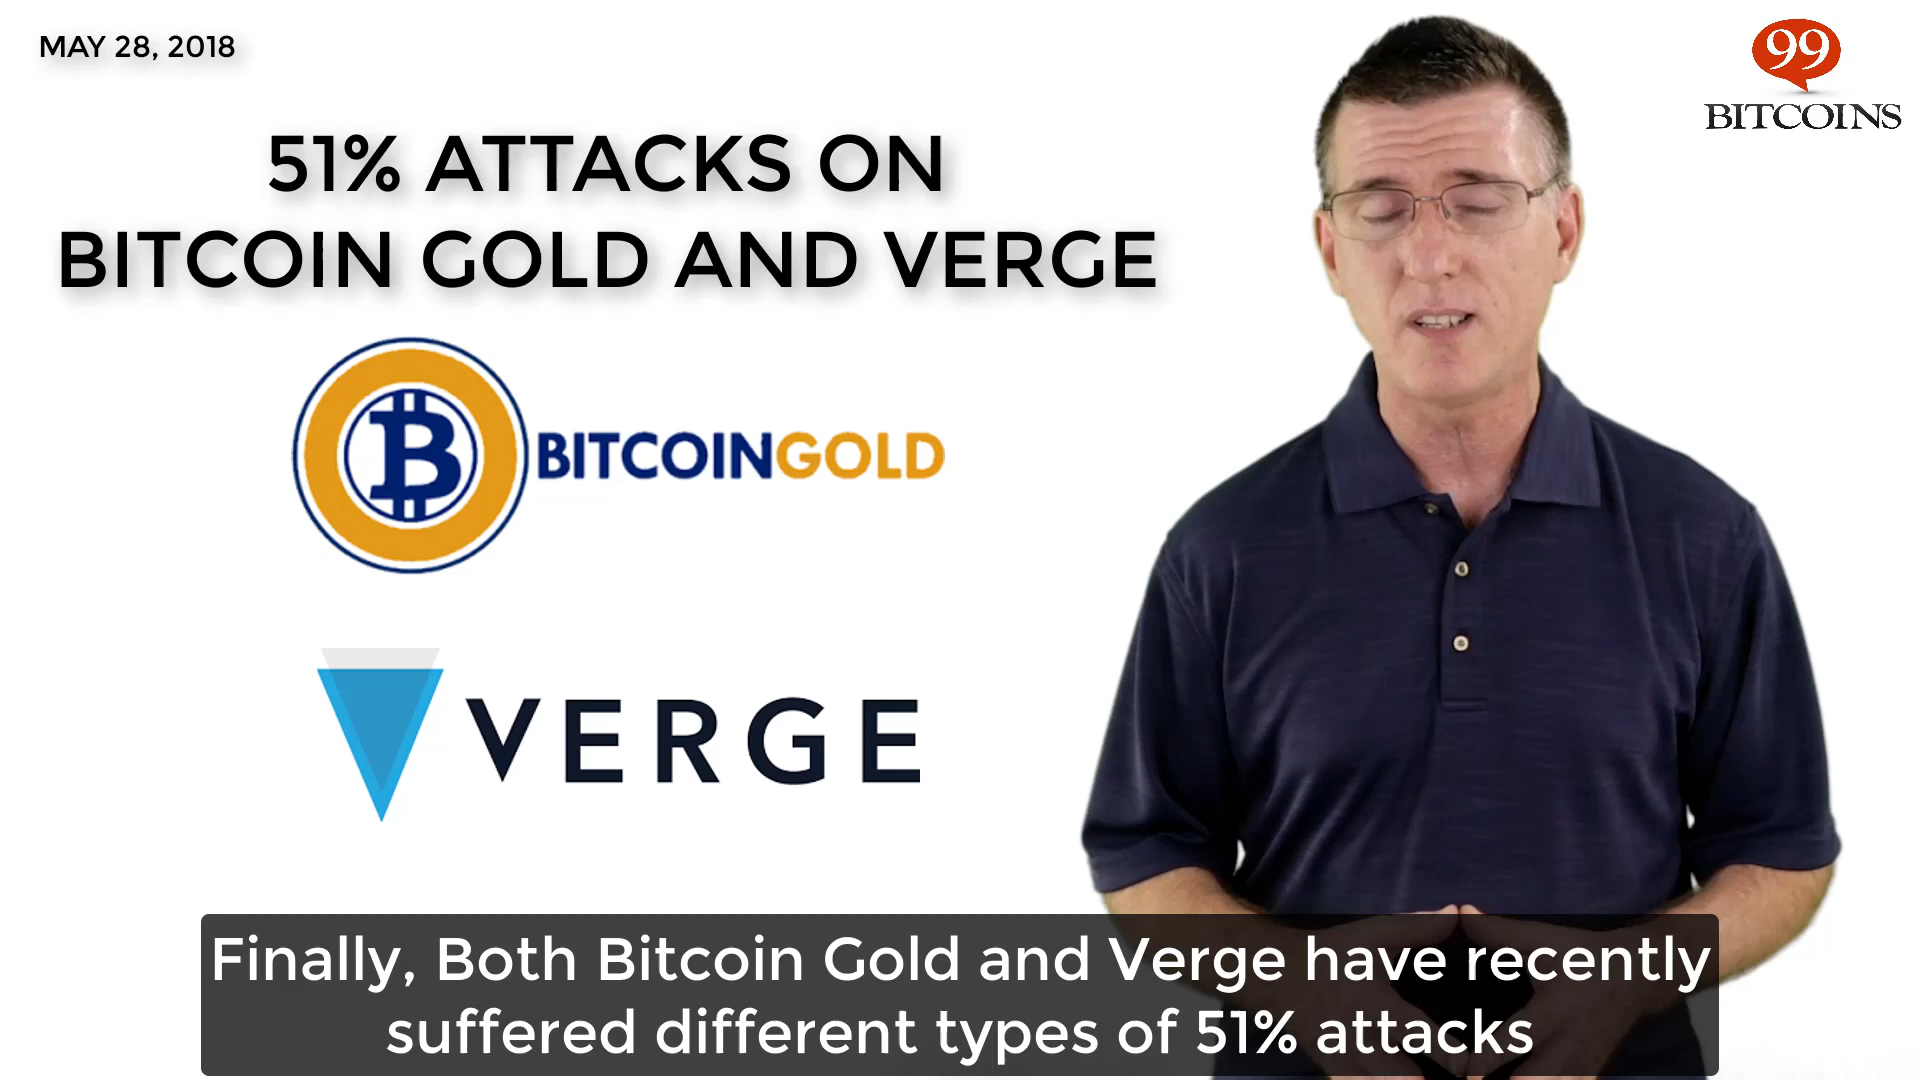 MAY 28, 2018
99
BITCOINS
51% ATTACKS ON
BITCOIN GOLD AND VERGE
BITCOINGOLD
VERGE
Finally, Both Bitcoin Gold and Verge have recently
suffered different types of 51% attacks